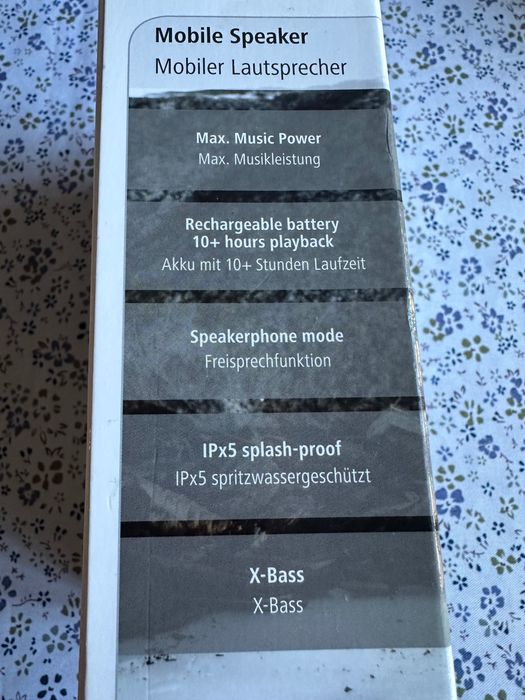 Mobile Speaker
Mobiler Lautsprecher
Max. Music Power
Max. Musikleistung
Rechargeable battery
10+ hours playback
Akku mit 10+ Stunden Laufzeit
Speakerphone mode
Freisprechfunktion
IPx5 splash-proof
IPx5 spritzwassergeschützt
X-Bass
X-Bass